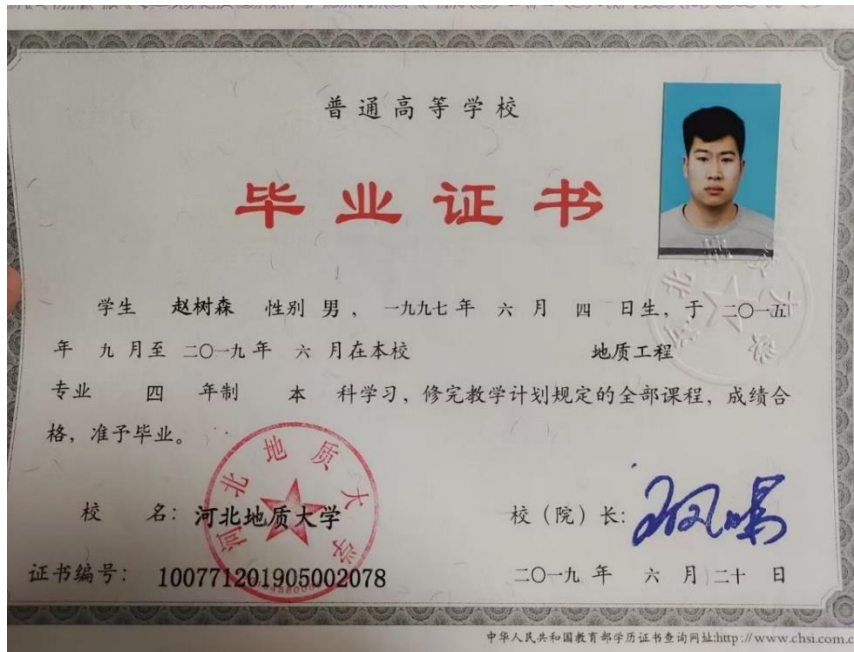 普通高等学校
毕业证书
学生 赵树森 性别 男，一九九七年 六 月 四 日生，于 二〇一五
年 九 月至 二〇一九年 六 月在本校 地质工程
专业 四 年制 本 科学习，修完教学计划规定的全部课程，成绩合
格，准予毕业。
河北地质大学
校 名：河北地质大学 校（院）长：
证书编号： 100771201905002078 二〇一九 年 六 月 二十 日
中华人民共和国教育部学历证书查询网址:http://www.chsi.com.c